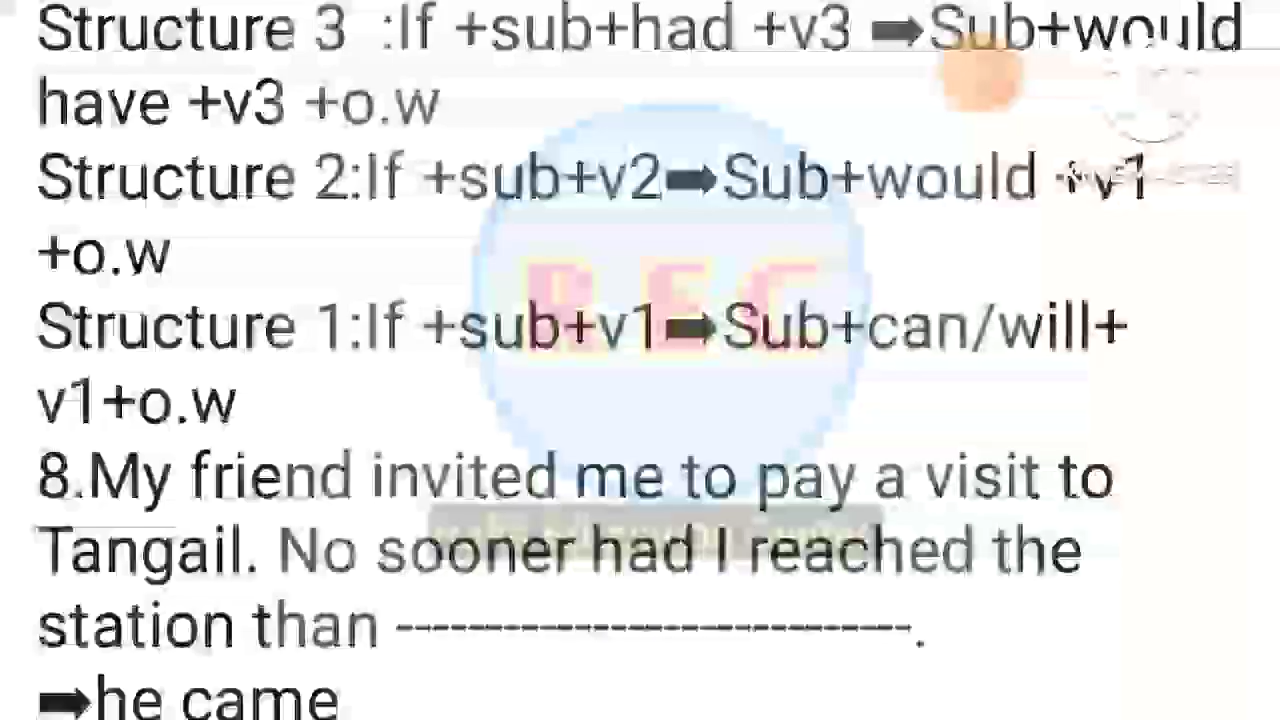 Structure 3 :If +sub+had +v3 ➡Sub+would
have +v3 +o.w
Structure 2:If +sub+v2➡Sub+would +v1
+o.w
Structure 1:If +sub+v1➡Sub+can/will+
v1+o.w
8.My friend invited me to pay a visit to
Tangail. No sooner had I reached the
station than ----------------------------.
➡he came
REC